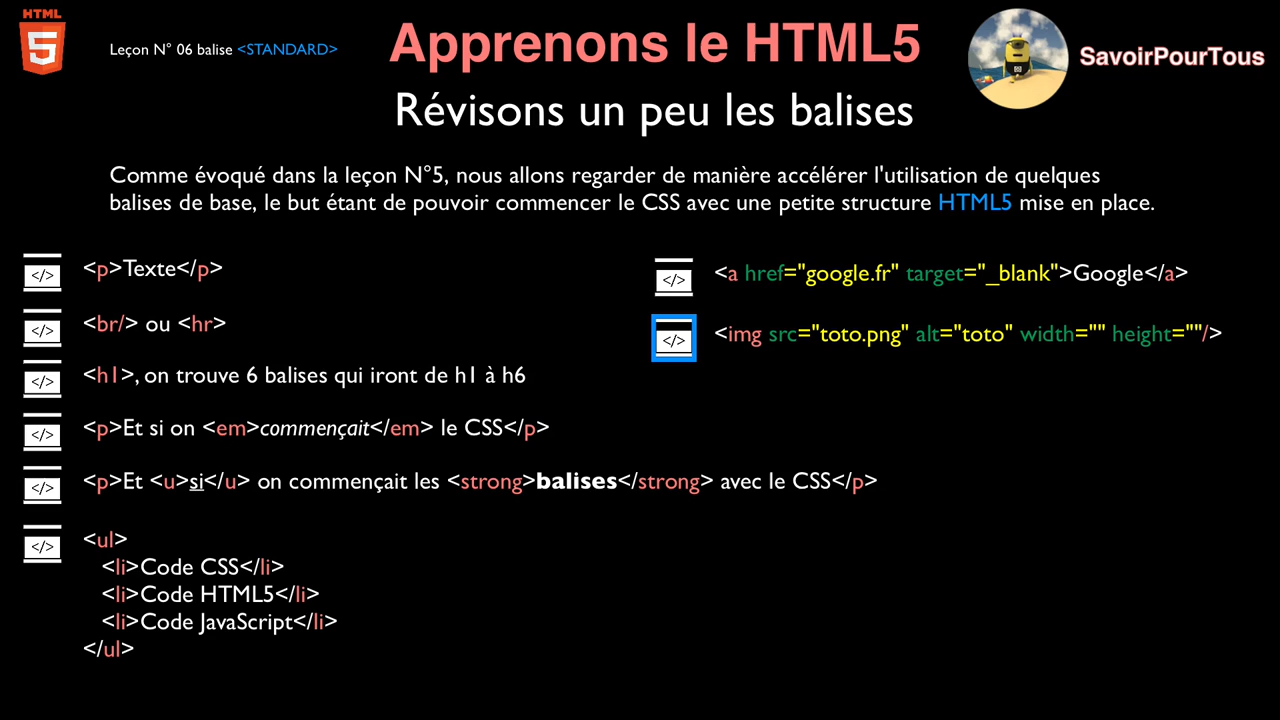 HTML
5
Leçon N° 06 balise <STANDARD>
Apprenons le HTML5
SavoirPourTous
Révisons un peu les balises
Comme évoqué dans la leçon N°5, nous allons regarder de manière accélérer l'utilisation de quelques
balises de base, le but étant de pouvoir commencer le CSS avec une petite structure HTML5 mise en place.
</> <p>Texte</p>
</> <br/> ou <hr>
</> <h1>, on trouve 6 balises qui iront de h1 à h6
</> <p>Et si on <em>commençait</em> le CSS</p>
</> <p>Et <u>si</u> on commençait les <strong>balises</strong> avec le CSS</p>
</> <ul>
<li>Code CSS</li>
<li>Code HTML5</li>
<li>Code JavaScript</li>
</ul>
</> <a href="google.fr" target="_blank">Google</a>
</> <img src="toto.png" alt="toto" width="" height=""/>